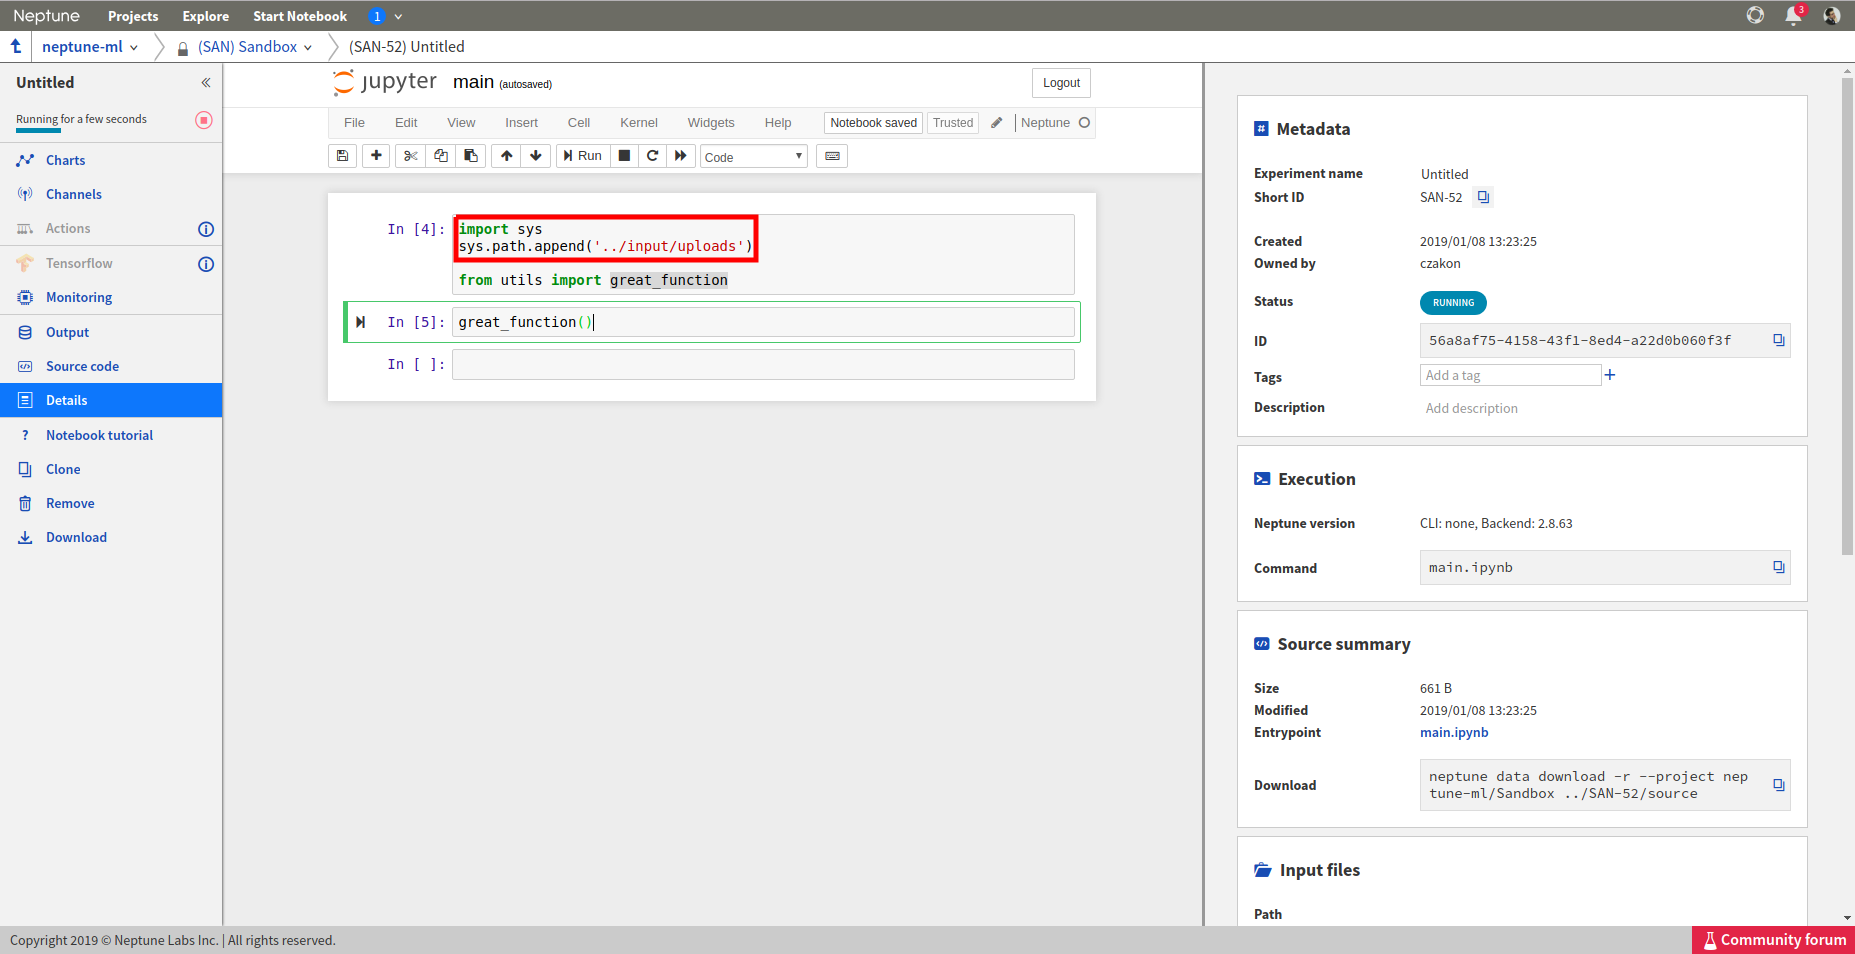 Neptune Projects Explore Start Notebook 1 3
neptune-ml (SAN) Sandbox (SAN-52) Untitled
Untitled «
Running for a few seconds
Charts
Channels
Actions
Tensorflow
Monitoring
Output
Source code
Details
? Notebook tutorial
Clone
Remove
Download
jupyter main (autosaved) Logout
File Edit View Insert Cell Kernel Widgets Help Notebook saved Trusted Neptune
Run Code
In [4]: import sys
sys.path.append('../input/uploads')
from utils import great_function
In [5]: great_function()
In [ ]:
# Metadata
Experiment name Untitled
Short ID SAN-52
Created 2019/01/08 13:23:25
Owned by czakon
Status RUNNING
ID 56a8af75-4158-43f1-8ed4-a22d0b060f3f
Tags Add a tag +
Description Add description
Execution
Neptune version CLI: none, Backend: 2.8.63
Command main.ipynb
Source summary
Size 661 B
Modified 2019/01/08 13:23:25
Entrypoint main.ipynb
Download neptune data download -r --project nep
tune-ml/Sandbox ../SAN-52/source
Input files
Path
Copyright 2019 © Neptune Labs Inc. | All rights reserved.
Community forum